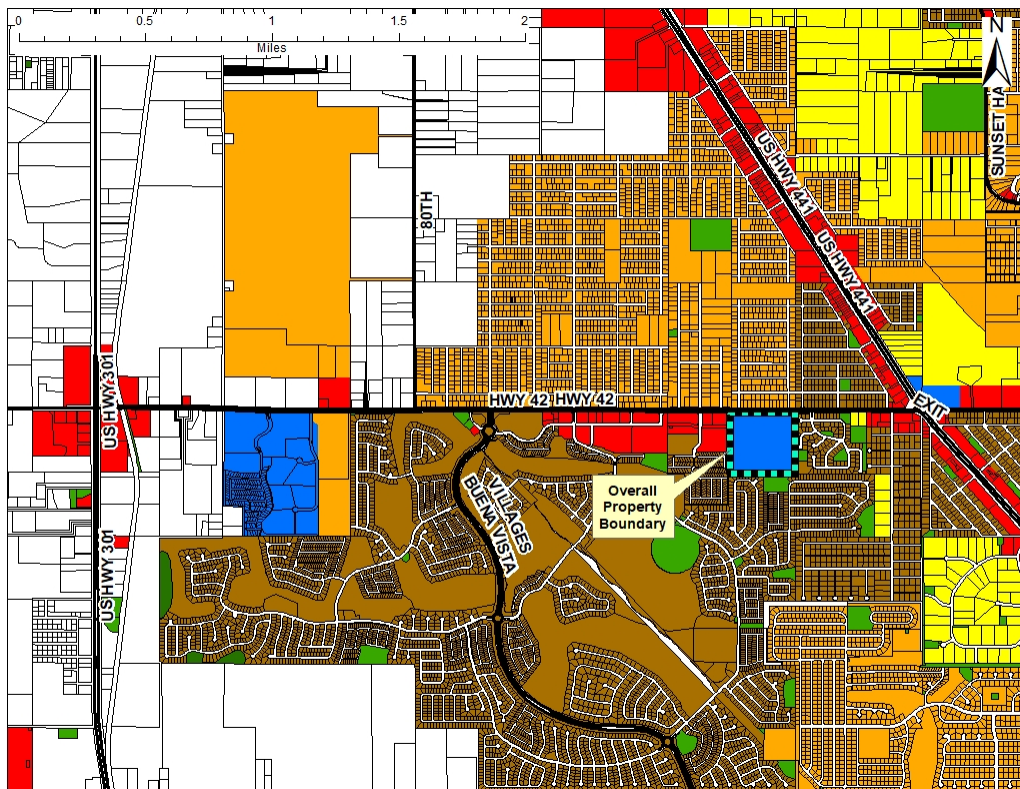 0 0.5 1 1.5 2
Miles
N
SUNSET HA
US HWY 441
80TH
US HWY 441
US HWY 301
HWY 42 HWY 42
EXIT
VILLAGES
BUENA VISTA
Overall
Property
Boundary
US HWY 301